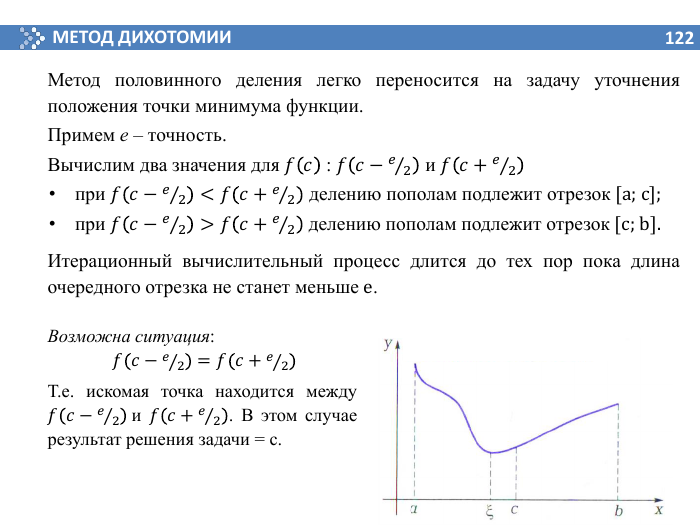 МЕТОД ДИХОТОМИИ
122
Метод половинного деления легко переносится на задачу уточнения
положения точки минимума функции.
Примем e – точность.
Вычислим два значения для f(c) : f(c − e/2) и f(c + e/2)
• при f(c − e/2) < f(c + e/2) делению пополам подлежит отрезок [a; c];
• при f(c − e/2) > f(c + e/2) делению пополам подлежит отрезок [c; b].
Итерационный вычислительный процесс длится до тех пор пока длина
очередного отрезка не станет меньше e.
Возможна ситуация:
f(c − e/2) = f(c + e/2)
Т.е. искомая точка находится между
f(c − e/2) и f(c + e/2). В этом случае
результат решения задачи = с.
y
a ξ c b x